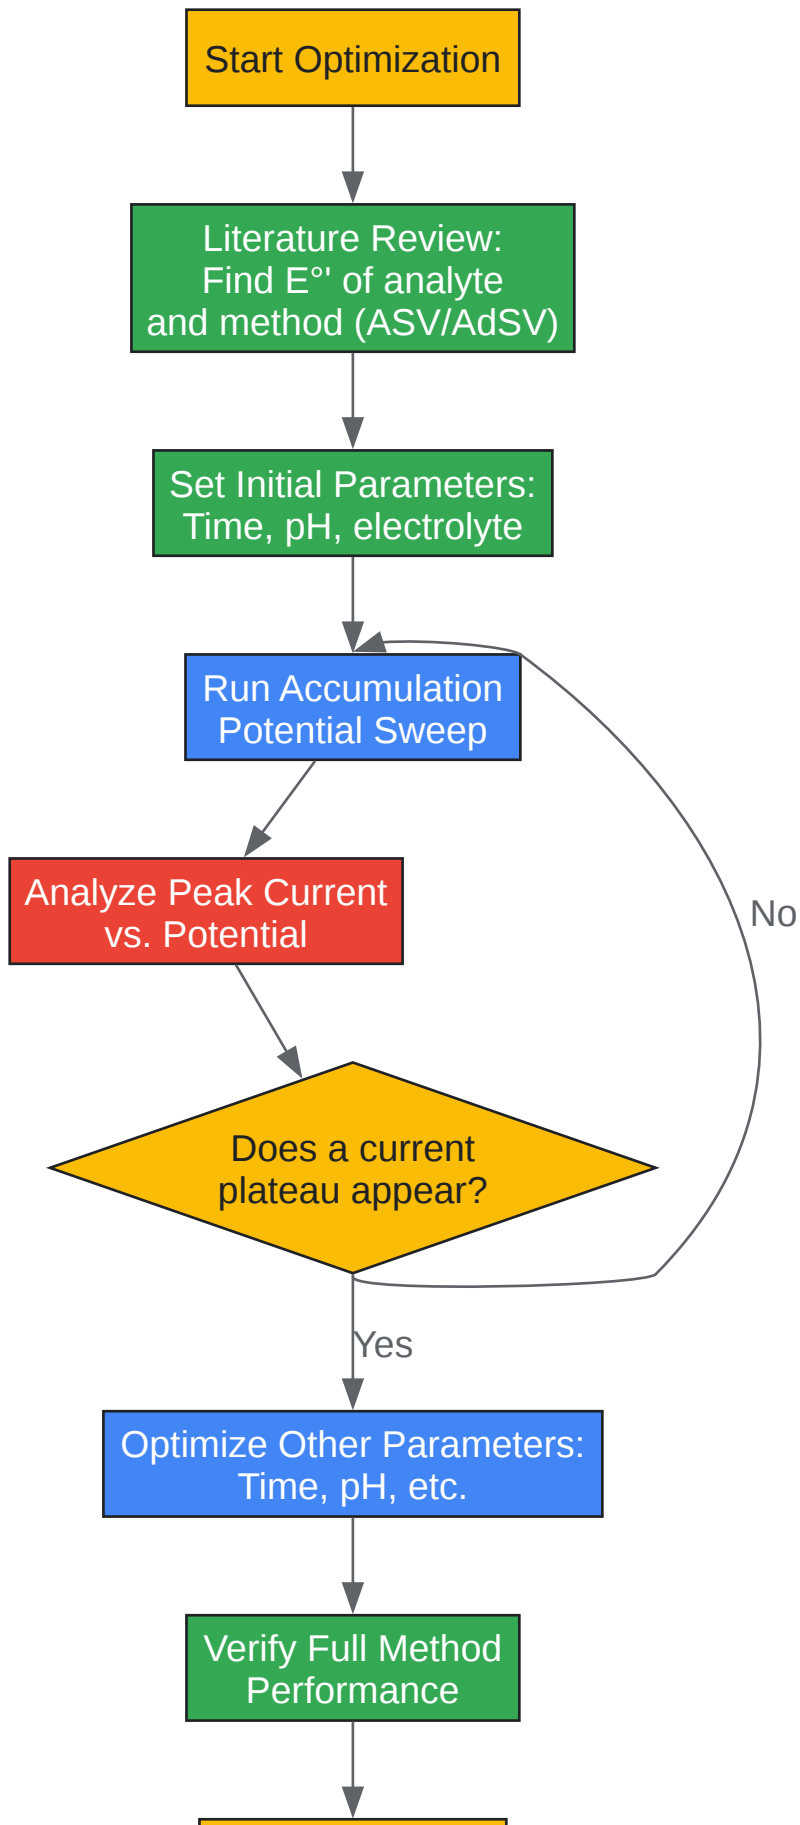 Start Optimization
Literature Review:
Find E°' of analyte
and method (ASV/AdSV)
Set Initial Parameters:
Time, pH, electrolyte
Run Accumulation
Potential Sweep
Analyze Peak Current
vs. Potential
No
Does a current
plateau appear?
Yes
Optimize Other Parameters:
Time, pH, etc.
Verify Full Method
Performance